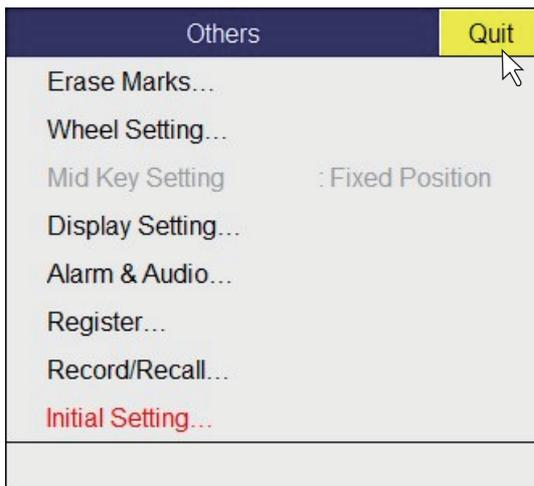 Others Quit
Erase Marks...
Wheel Setting...
Mid Key Setting : Fixed Position
Display Setting...
Alarm & Audio...
Register...
Record/Recall...
Initial Setting...